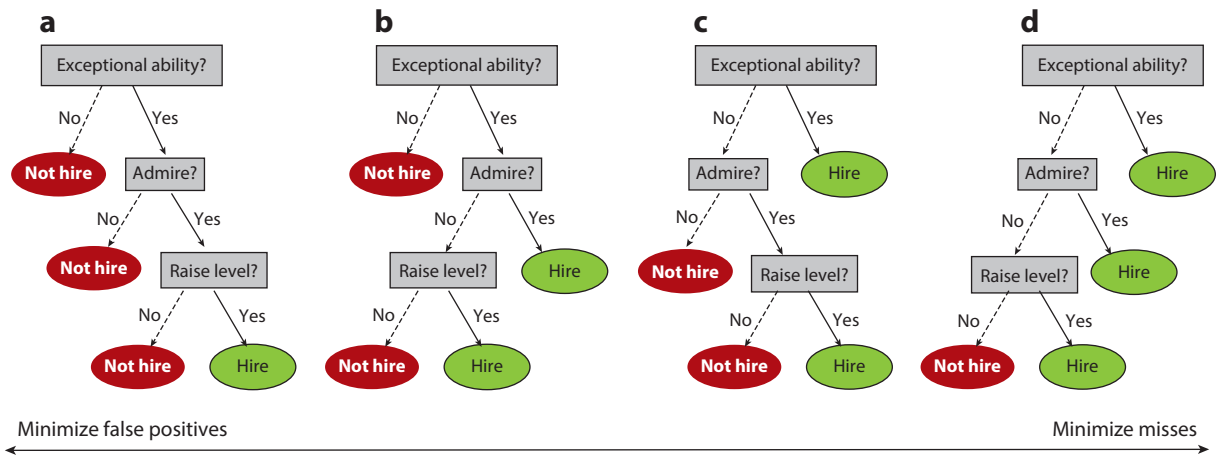 a
Exceptional ability?
No
Yes
Not hire
Admire?
No
Yes
Not hire
Raise level?
No
Yes
Not hire
Hire
b
Exceptional ability?
No
Yes
Not hire
Admire?
No
Yes
Raise level?
Hire
No
Yes
Not hire
Hire
c
Exceptional ability?
No
Yes
Admire?
Hire
No
Yes
Not hire
Raise level?
No
Yes
Not hire
Hire
d
Exceptional ability?
No
Yes
Admire?
Hire
No
Yes
Raise level?
Hire
No
Yes
Not hire
Hire
Minimize false positives
Minimize misses